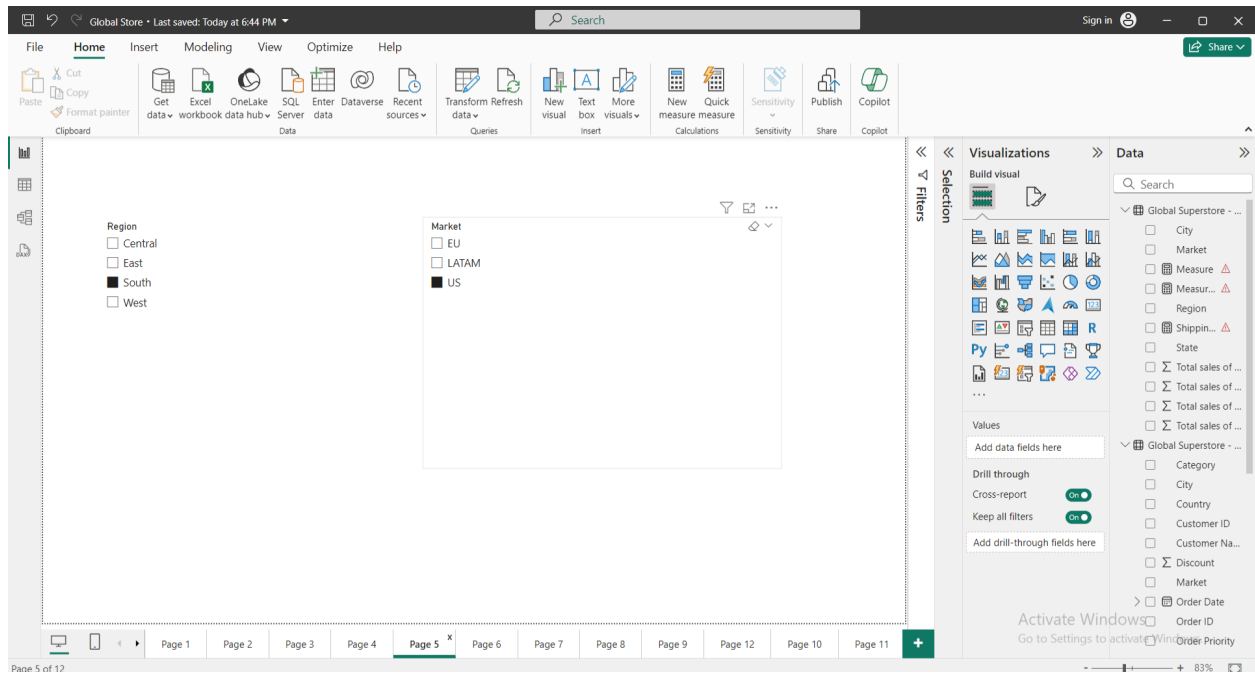 Global Store • Last saved: Today at 6:44 PM
Search
Sign in
File Home Insert Modeling View Optimize Help
Share
Paste
Cut
Copy
Format painter
Clipboard
Get data
Excel workbook
OneLake data hub
SQL Server
Enter data
Dataverse
Recent sources
Data
Transform data
Refresh
Queries
New visual
Text box
More visuals
Insert
New measure
Quick measure
Calculations
Sensitivity
Sensitivity
Publish
Share
Copilot
Copilot
Region
Central
East
South
West
Market
EU
LATAM
US
Filters
Selection
Visualizations
Build visual
R
Py
123
...
Values
Add data fields here
Drill through
Cross-report
On
Keep all filters
On
Add drill-through fields here
Data
Search
Global Superstore - ...
City
Market
Measure
Measur...
Region
Shippin...
State
Total sales of ...
Total sales of ...
Total sales of ...
Total sales of ...
Global Superstore - ...
Category
City
Country
Customer ID
Customer Na...
Discount
Market
Order Date
Order ID
Order Priority
Activate Windows
Go to Settings to activate Windows.
Page 1 Page 2 Page 3 Page 4 Page 5 Page 6 Page 7 Page 8 Page 9 Page 12 Page 10 Page 11
Page 5 of 12
83%